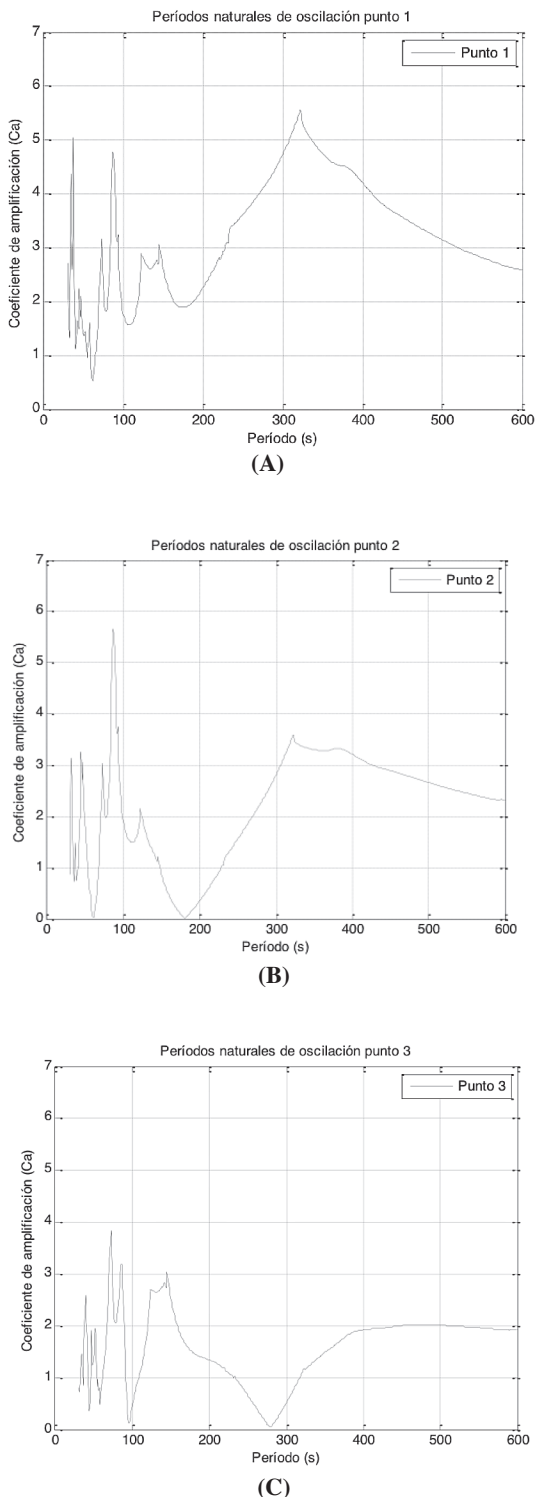 Períodos naturales de oscilación punto 1
Punto 1
Coeficiente de amplificación (Ca)
7
6
5
4
3
2
1
0
0 100 200 300 400 500 600
Período (s)
(A)
Períodos naturales de oscilación punto 2
Punto 2
Coeficiente de amplificación (Ca)
7
6
5
4
3
2
1
0
0 100 200 300 400 500 600
Período (s)
(B)
Períodos naturales de oscilación punto 3
Punto 3
Coeficiente de amplificación (Ca)
7
6
5
4
3
2
1
0
0 100 200 300 400 500 600
Período (s)
(C)